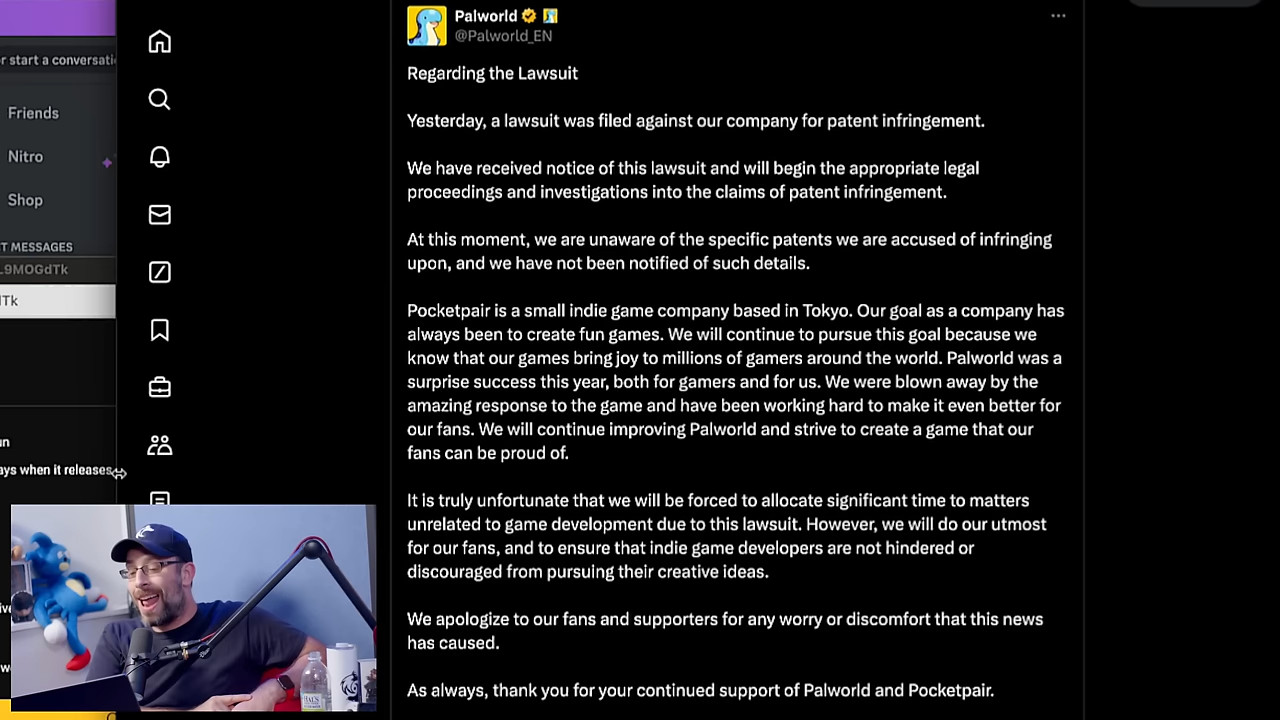 r start a conversati
Friends
Nitro
Shop
T MESSAGES
L9MOGdTk
dTk
ays when it releases
Palworld
@Palworld_EN
Regarding the Lawsuit
Yesterday, a lawsuit was filed against our company for patent infringement.
We have received notice of this lawsuit and will begin the appropriate legal
proceedings and investigations into the claims of patent infringement.
At this moment, we are unaware of the specific patents we are accused of infringing
upon, and we have not been notified of such details.
Pocketpair is a small indie game company based in Tokyo. Our goal as a company has
always been to create fun games. We will continue to pursue this goal because we
know that our games bring joy to millions of gamers around the world. Palworld was a
surprise success this year, both for gamers and for us. We were blown away by the
amazing response to the game and have been working hard to make it even better for
our fans. We will continue improving Palworld and strive to create a game that our
fans can be proud of.
It is truly unfortunate that we will be forced to allocate significant time to matters
unrelated to game development due to this lawsuit. However, we will do our utmost
for our fans, and to ensure that indie game developers are not hindered or
discouraged from pursuing their creative ideas.
We apologize to our fans and supporters for any worry or discomfort that this news
has caused.
As always, thank you for your continued support of Palworld and Pocketpair.